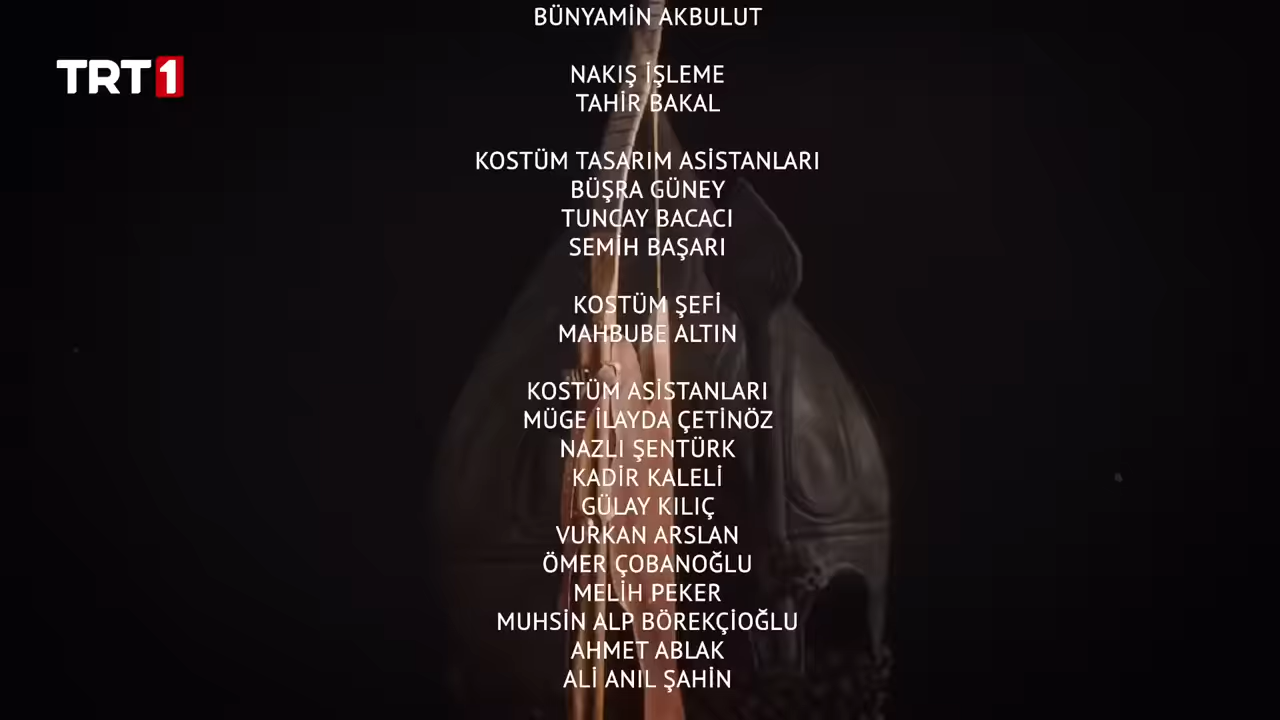 BÜNYAMİN AKBULUT
TRT 1
NAKIŞ İŞLEME
TAHİR BAKAL
KOSTÜM TASARIM ASİSTANLARI
BÜŞRA GÜNEY
TUNCAY BACACI
SEMİH BAŞARI
KOSTÜM ŞEFİ
MAHBUBE ALTIN
KOSTÜM ASİSTANLARI
MÜGE İLAYDA ÇETİNÖZ
NAZLI ŞENTÜRK
KADİR KALELİ
GÜLAY KILIÇ
VURKAN ARSLAN
ÖMER ÇOBANOĞLU
MELİH PEKER
MUHSİN ALP BÖREKÇİOĞLU
AHMET ABLAK
ALİ ANIL ŞAHİN